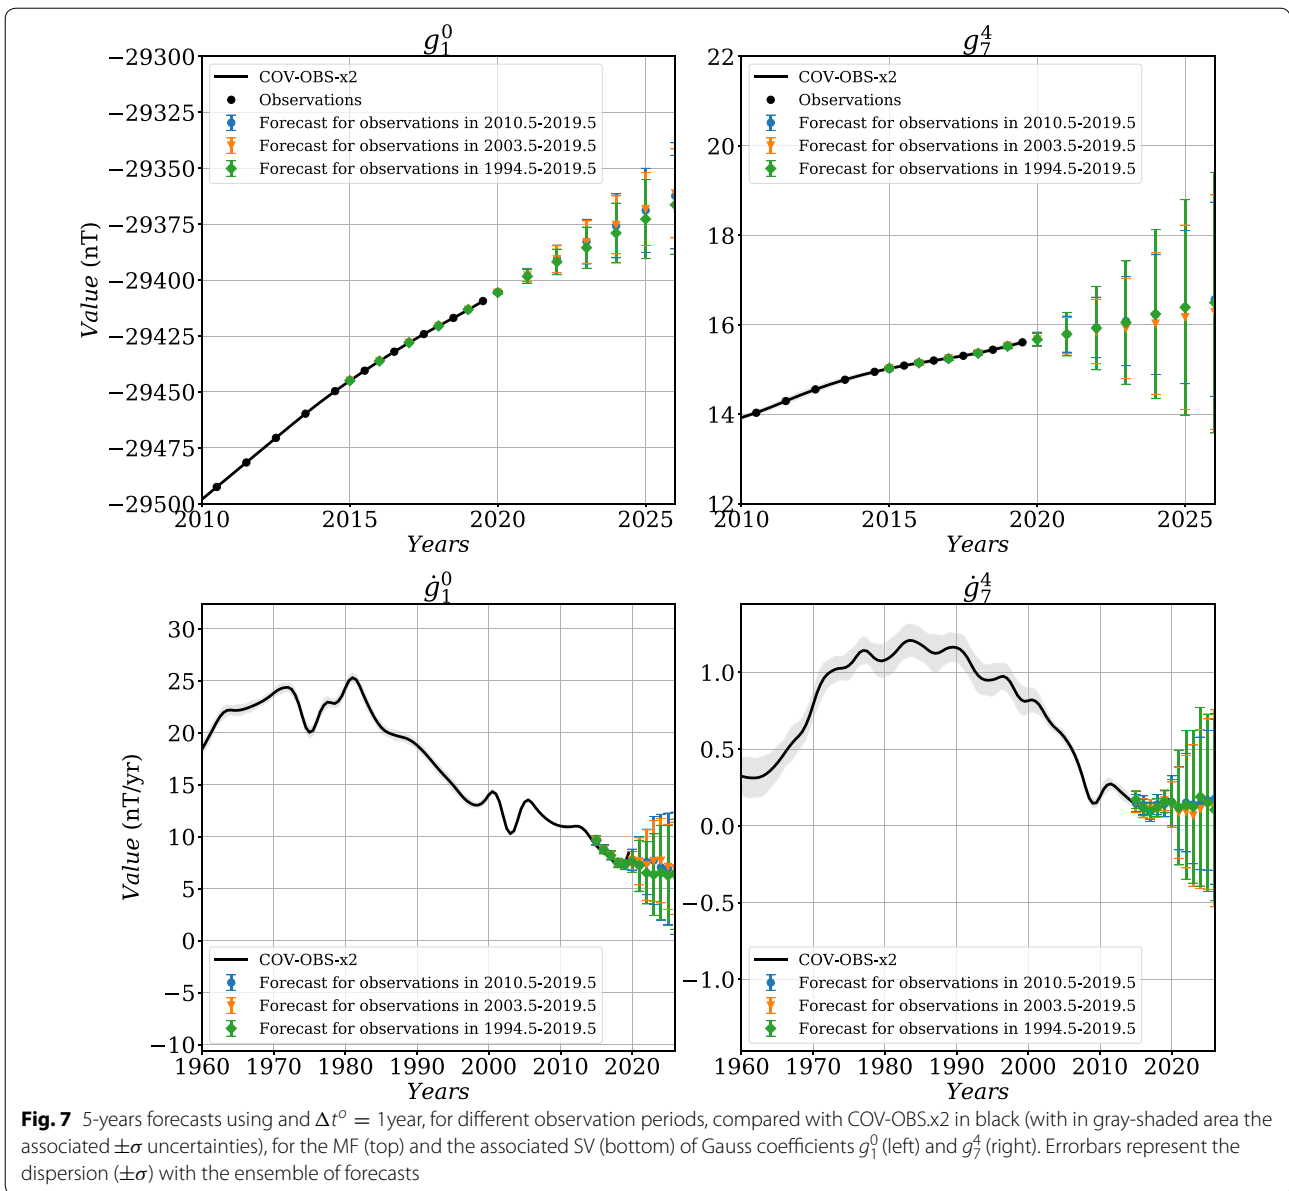 g₁⁰
−29300
−29325
−29350
−29375
−29400
−29425
−29450
−29475
−29500
Value (nT)
COV-OBS-x2
Observations
Forecast for observations in 2010.5-2019.5
Forecast for observations in 2003.5-2019.5
Forecast for observations in 1994.5-2019.5
2010 2015 2020 2025
Years
g₇⁴
22
20
18
16
14
12
COV-OBS-x2
Observations
Forecast for observations in 2010.5-2019.5
Forecast for observations in 2003.5-2019.5
Forecast for observations in 1994.5-2019.5
2010 2015 2020 2025
Years
ġ₁⁰
30
25
20
15
10
5
0
−5
−10
Value (nT/yr)
COV-OBS-x2
Forecast for observations in 2010.5-2019.5
Forecast for observations in 2003.5-2019.5
Forecast for observations in 1994.5-2019.5
1960 1970 1980 1990 2000 2010 2020
Years
ġ₇⁴
1.0
0.5
0.0
−0.5
−1.0
COV-OBS-x2
Forecast for observations in 2010.5-2019.5
Forecast for observations in 2003.5-2019.5
Forecast for observations in 1994.5-2019.5
1960 1970 1980 1990 2000 2010 2020
Years
Fig. 7 5-years forecasts using and Δtᵒ = 1year, for different observation periods, compared with COV-OBS.x2 in black (with in gray-shaded area the
associated ±σ uncertainties), for the MF (top) and the associated SV (bottom) of Gauss coefficients g₁⁰ (left) and g₇⁴ (right). Errorbars represent the
dispersion (±σ) with the ensemble of forecasts